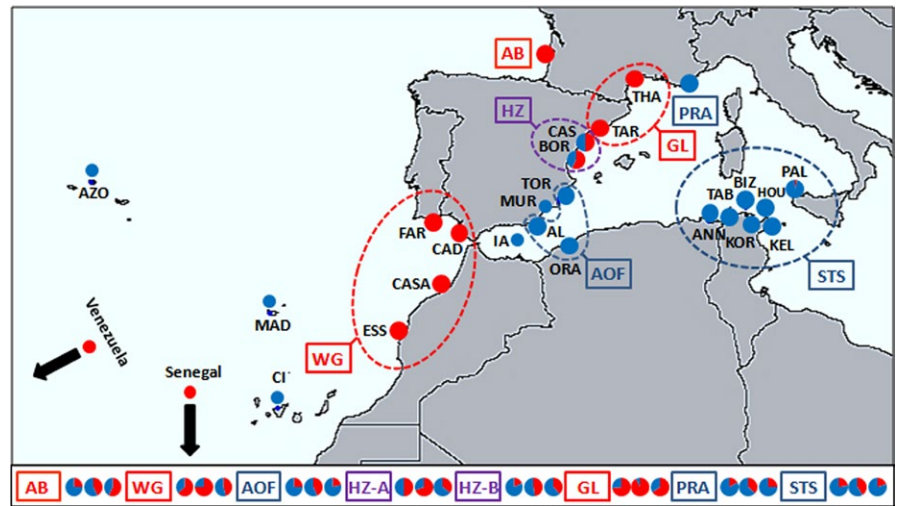 AB
THA
HZ
PRA
CAS
TAR
BOR
GL
AZO
TOR
MUR
BIZ
PAL
TAB
HOU
FAR
CAD
IA
AL
ANN
KOR
KEL
ORA
AOF
STS
CASA
MAD
ESS
Venezuela
WG
Senegal
CI
AB WG AOF HZ-A HZ-B GL PRA STS